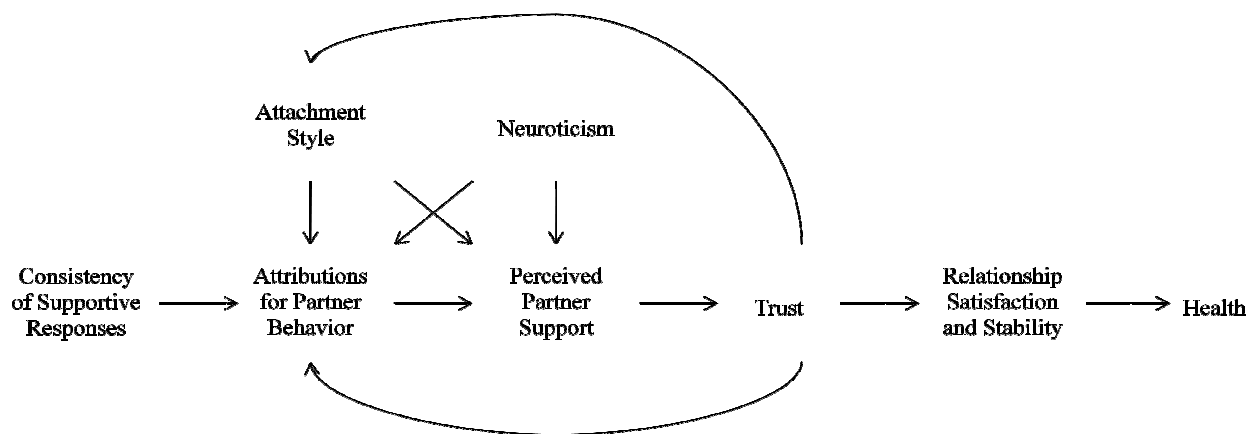 Attachment
Style
Neuroticism
Consistency
of Supportive
Responses
Attributions
for Partner
Behavior
Perceived
Partner
Support
Trust
Relationship
Satisfaction
and Stability
Health